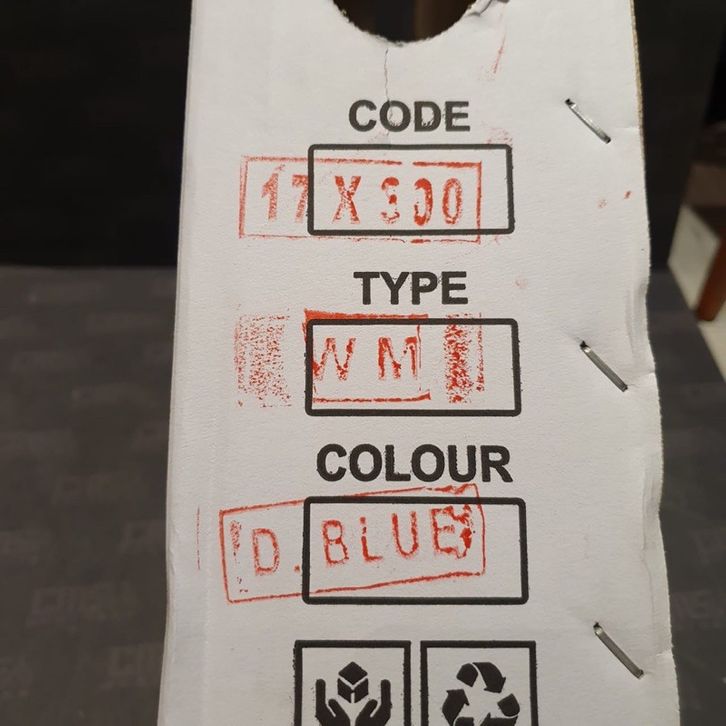 CODE
17 X 300
TYPE
WM
COLOUR
D. BLUE